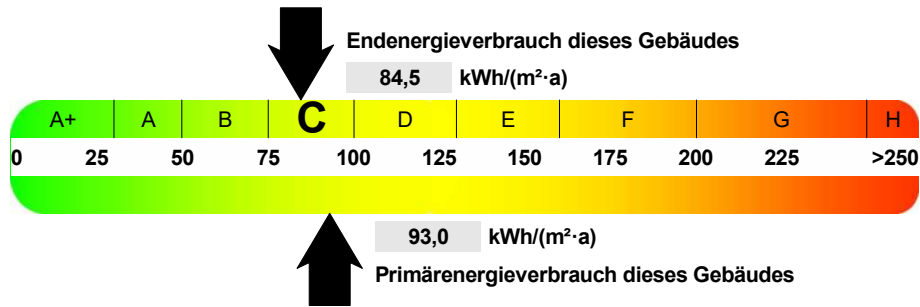 Endenergieverbrauch dieses Gebäudes
84,5 kWh/(m²·a)
A+ A B C D E F G H
0 25 50 75 100 125 150 175 200 225 >250
93,0 kWh/(m²·a)
Primärenergieverbrauch dieses Gebäudes